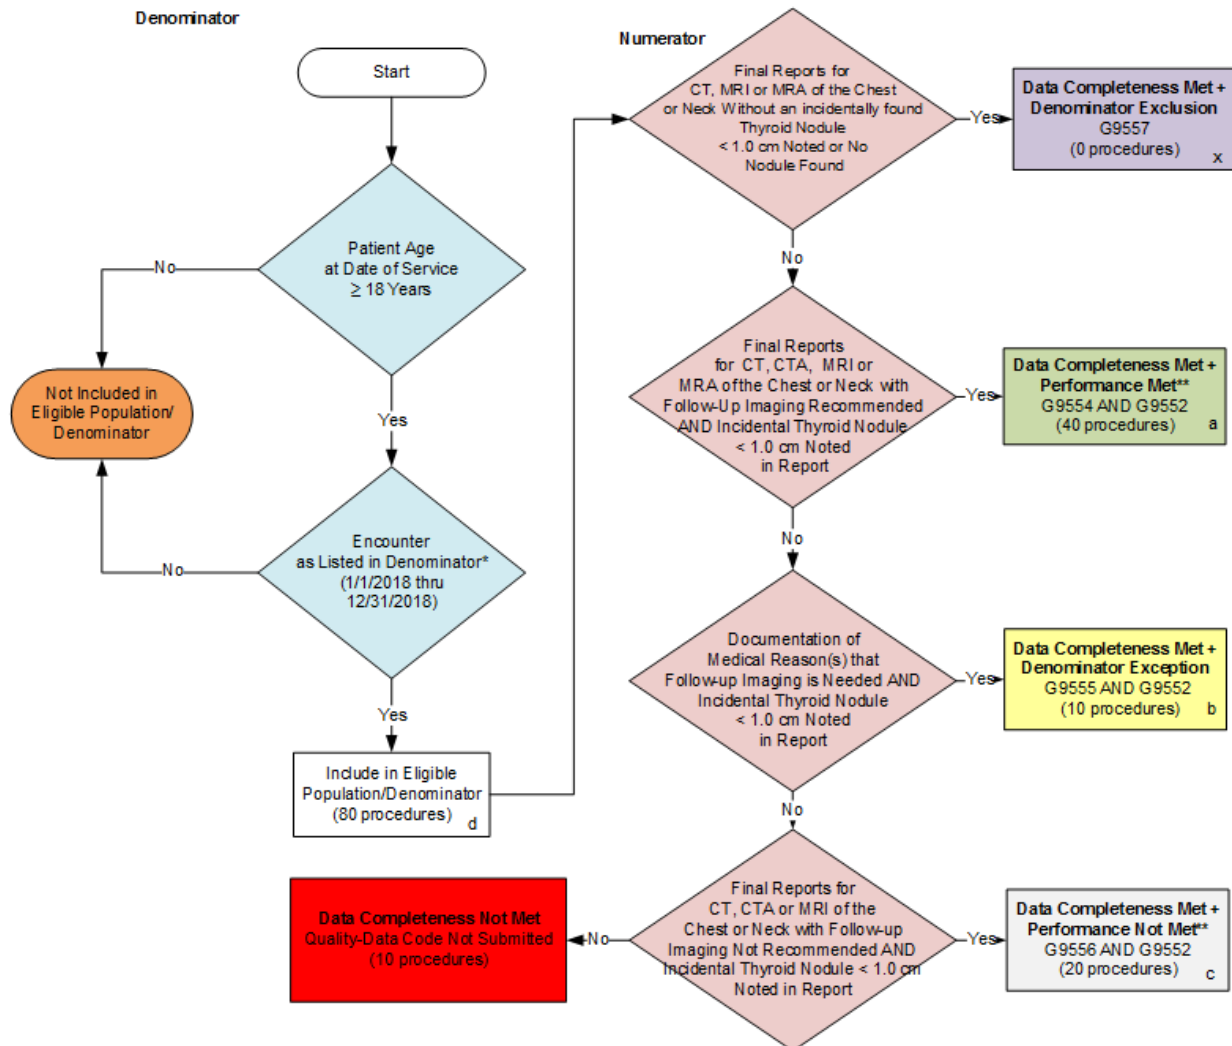 Denominator
Start
Patient Age
at Date of Service
≥ 18 Years
No
Not Included in
Eligible Population/
Denominator
Yes
Encounter
as Listed in Denominator*
(1/1/2018 thru
12/31/2018)
No
Yes
Include in Eligible
Population/Denominator
(80 procedures)
d
Numerator
Final Reports for
CT, MRI or MRA of the Chest
or Neck Without an incidentally found
Thyroid Nodule
< 1.0 cm Noted or No
Nodule Found
Yes
Data Completeness Met +
Denominator Exclusion
G9557
(0 procedures)
x
No
Final Reports
for CT, CTA, MRI or
MRA of the Chest or Neck with
Follow-Up Imaging Recommended
AND Incidental Thyroid Nodule
< 1.0 cm Noted
in Report
Yes
Data Completeness Met +
Performance Met**
G9554 AND G9552
(40 procedures)
a
No
Documentation of
Medical Reason(s) that
Follow-up Imaging is Needed AND
Incidental Thyroid Nodule
< 1.0 cm Noted
in Report
Yes
Data Completeness Met +
Denominator Exception
G9555 AND G9552
(10 procedures)
b
No
Final Reports for
CT, CTA or MRI of the
Chest or Neck with Follow-up
Imaging Not Recommended AND
Incidental Thyroid Nodule < 1.0 cm
Noted in Report
Yes
Data Completeness Met +
Performance Not Met**
G9556 AND G9552
(20 procedures)
c
No
Data Completeness Not Met
Quality-Data Code Not Submitted
(10 procedures)